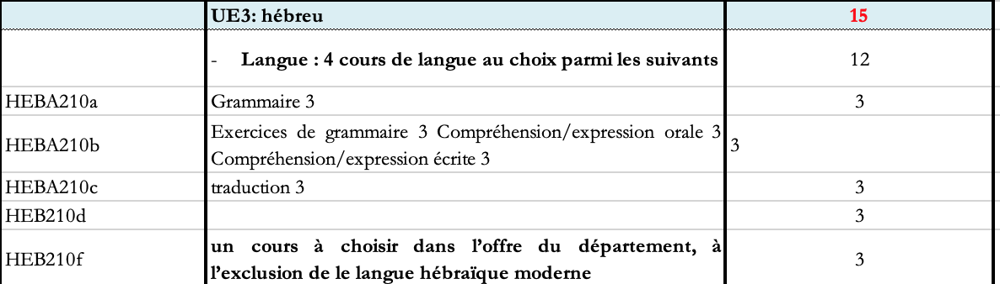 UE3: hébreu 15
- Langue : 4 cours de langue au choix parmi les suivants 12
HEBA210a Grammaire 3 3
HEBA210b Exercices de grammaire 3 Compréhension/expression orale 3 3
Compréhension/expression écrite 3
HEBA210c traduction 3 3
HEB210d 3
HEB210f un cours à choisir dans l’offre du département, à 3
l’exclusion de le langue hébraïque moderne